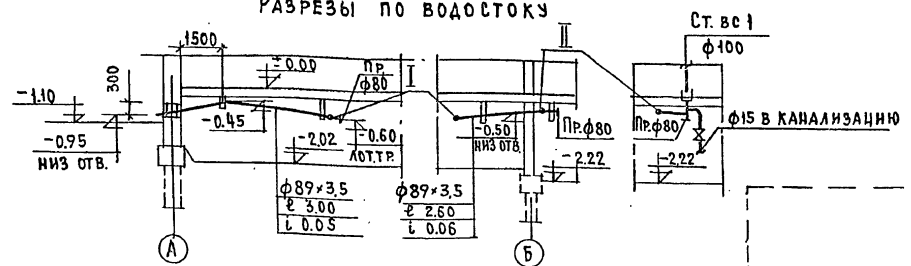 РАЗРЕЗЫ ПО ВОДОСТОКУ
Ст. ВС 1
ф100
1500
II
300
±0.00
ПР.
ф80
I
-1.10
-0.45
-0.60
ЛОТ.ТР.
-0.50
НИЗ ОТВ.
Пр.ф80
Пр.ф80
ф15 В КАНАЛИЗАЦИЮ
-0.95
НИЗ ОТВ.
-2.02
-2.22
-2.22
ф89×3,5
ℓ 3.00
i 0.05
ф89×3,5
ℓ 2.60
i 0.06
А
Б